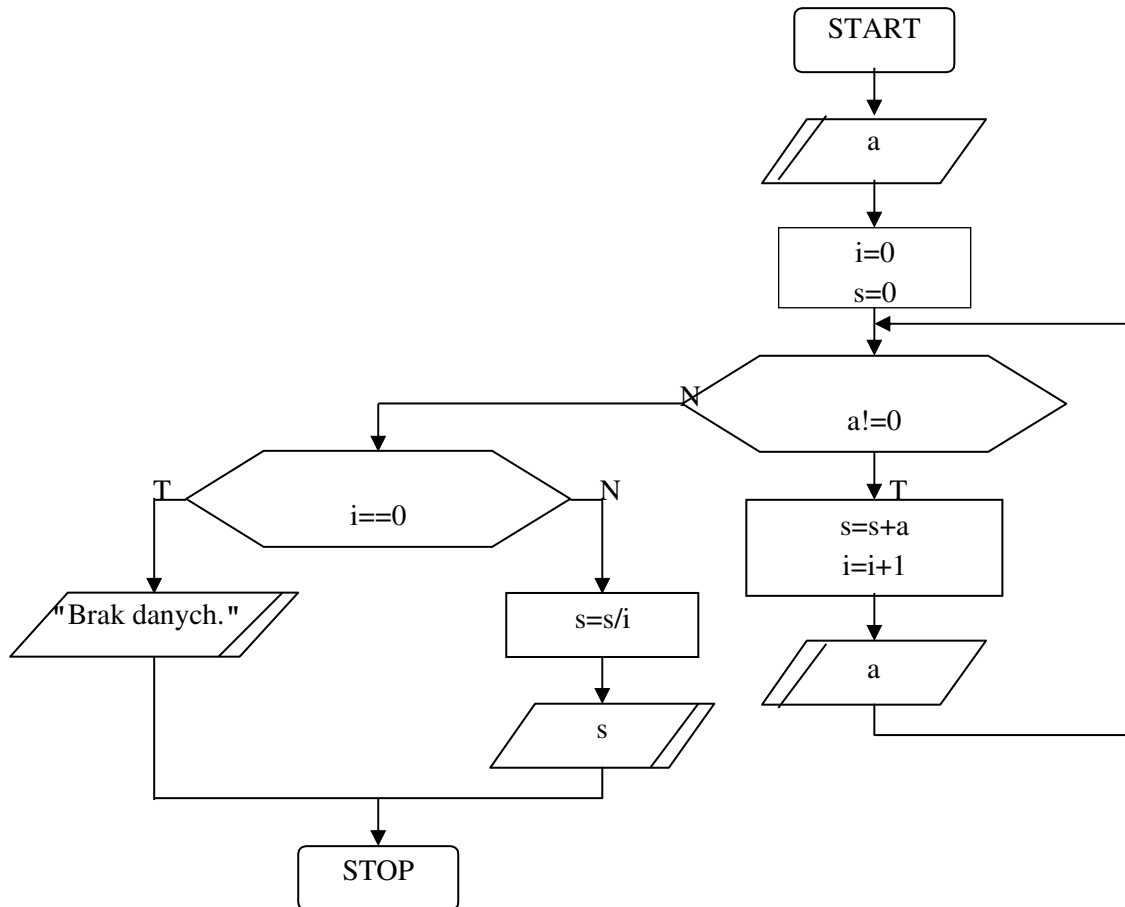 START
a
i=0
s=0
N
a!=0
T
N
i==0
T
s=s+a
i=i+1
"Brak danych."
s=s/i
a
s
STOP